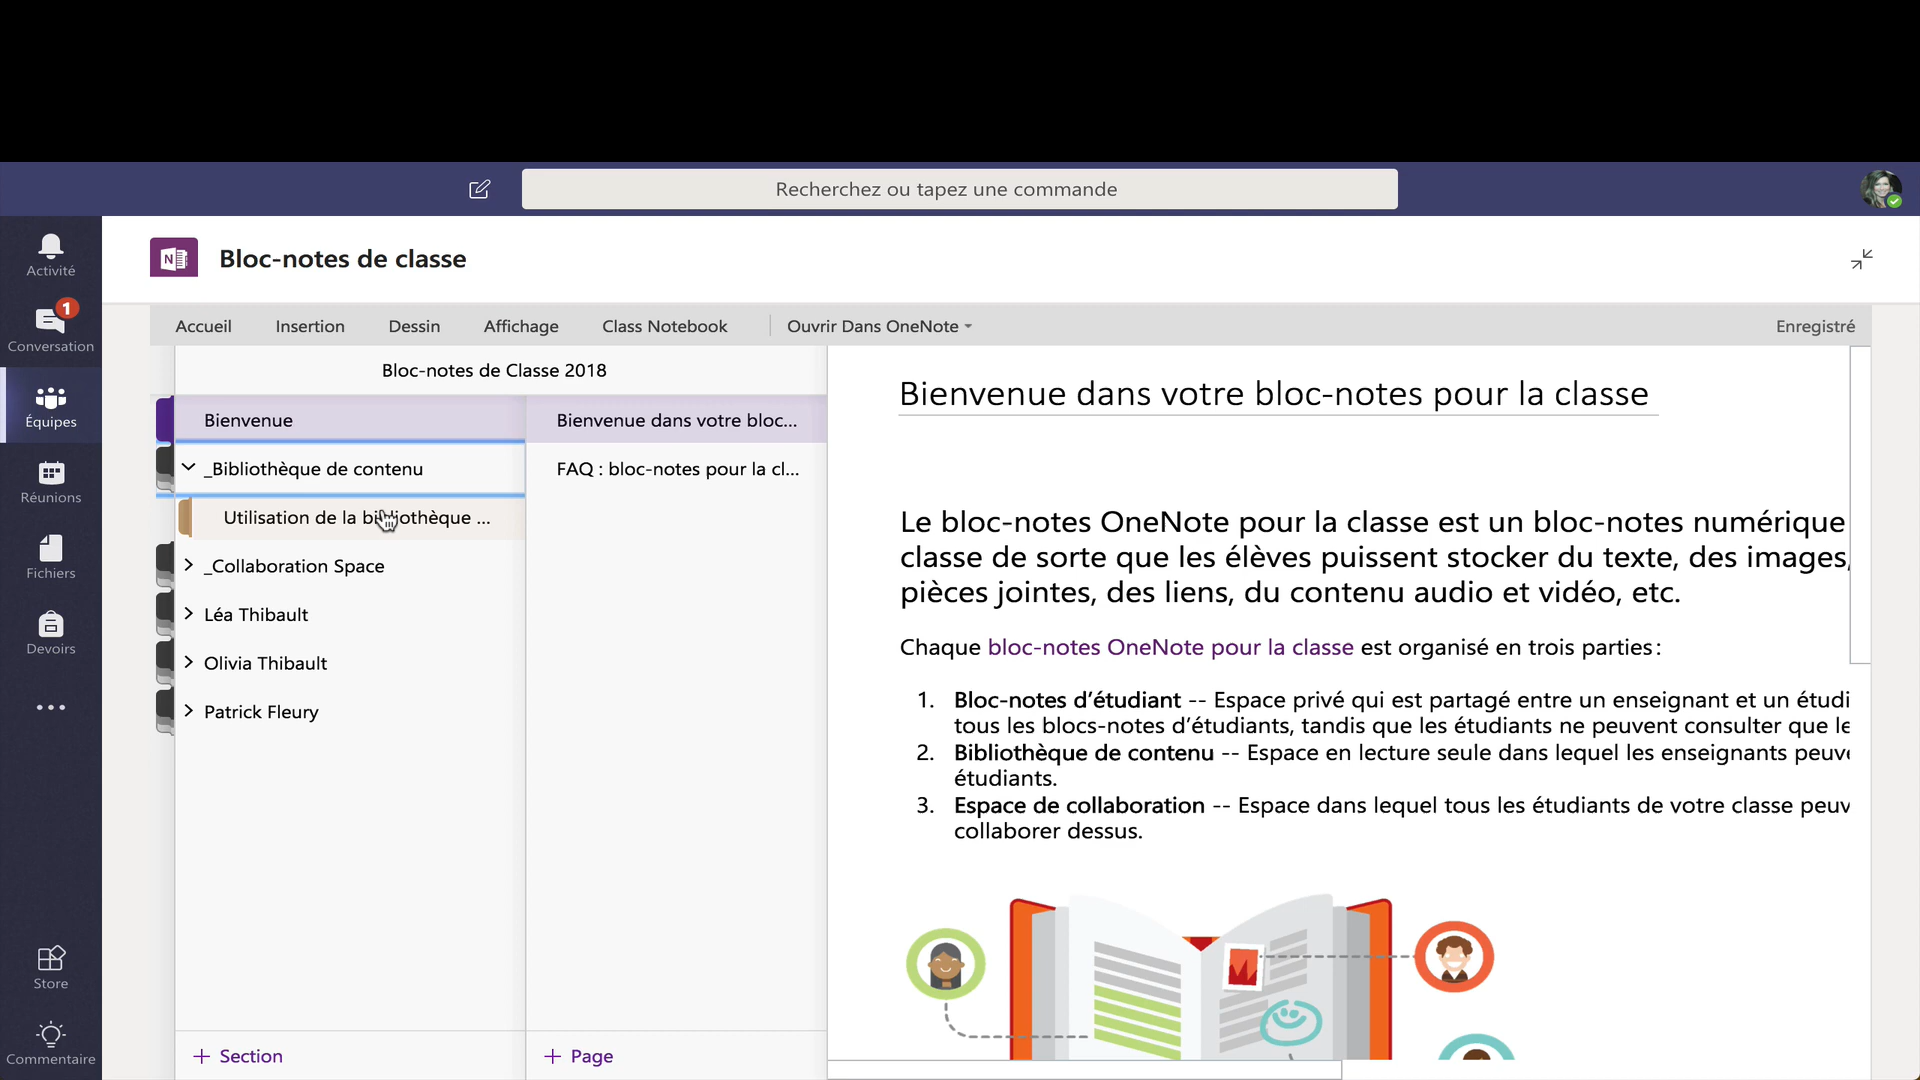 Recherchez ou tapez une commande
Activité
1
Conversation
Équipes
Réunions
Fichiers
Devoirs
Store
Commentaire
N
Bloc-notes de classe
Accueil
Insertion
Dessin
Affichage
Class Notebook
Ouvrir Dans OneNote
Enregistré
Bloc-notes de Classe 2018
Bienvenue
_Bibliothèque de contenu
Utilisation de la bibliothèque ...
_Collaboration Space
Léa Thibault
Olivia Thibault
Patrick Fleury
+ Section
Bienvenue dans votre bloc...
FAQ : bloc-notes pour la cl...
+ Page
Bienvenue dans votre bloc-notes pour la classe
Le bloc-notes OneNote pour la classe est un bloc-notes numérique
classe de sorte que les élèves puissent stocker du texte, des images,
pièces jointes, des liens, du contenu audio et vidéo, etc.
Chaque bloc-notes OneNote pour la classe est organisé en trois parties :
1. Bloc-notes d’étudiant -- Espace privé qui est partagé entre un enseignant et un étudi
tous les blocs-notes d’étudiants, tandis que les étudiants ne peuvent consulter que le
2. Bibliothèque de contenu -- Espace en lecture seule dans lequel les enseignants peuve
étudiants.
3. Espace de collaboration -- Espace dans lequel tous les étudiants de votre classe peuv
collaborer dessus.